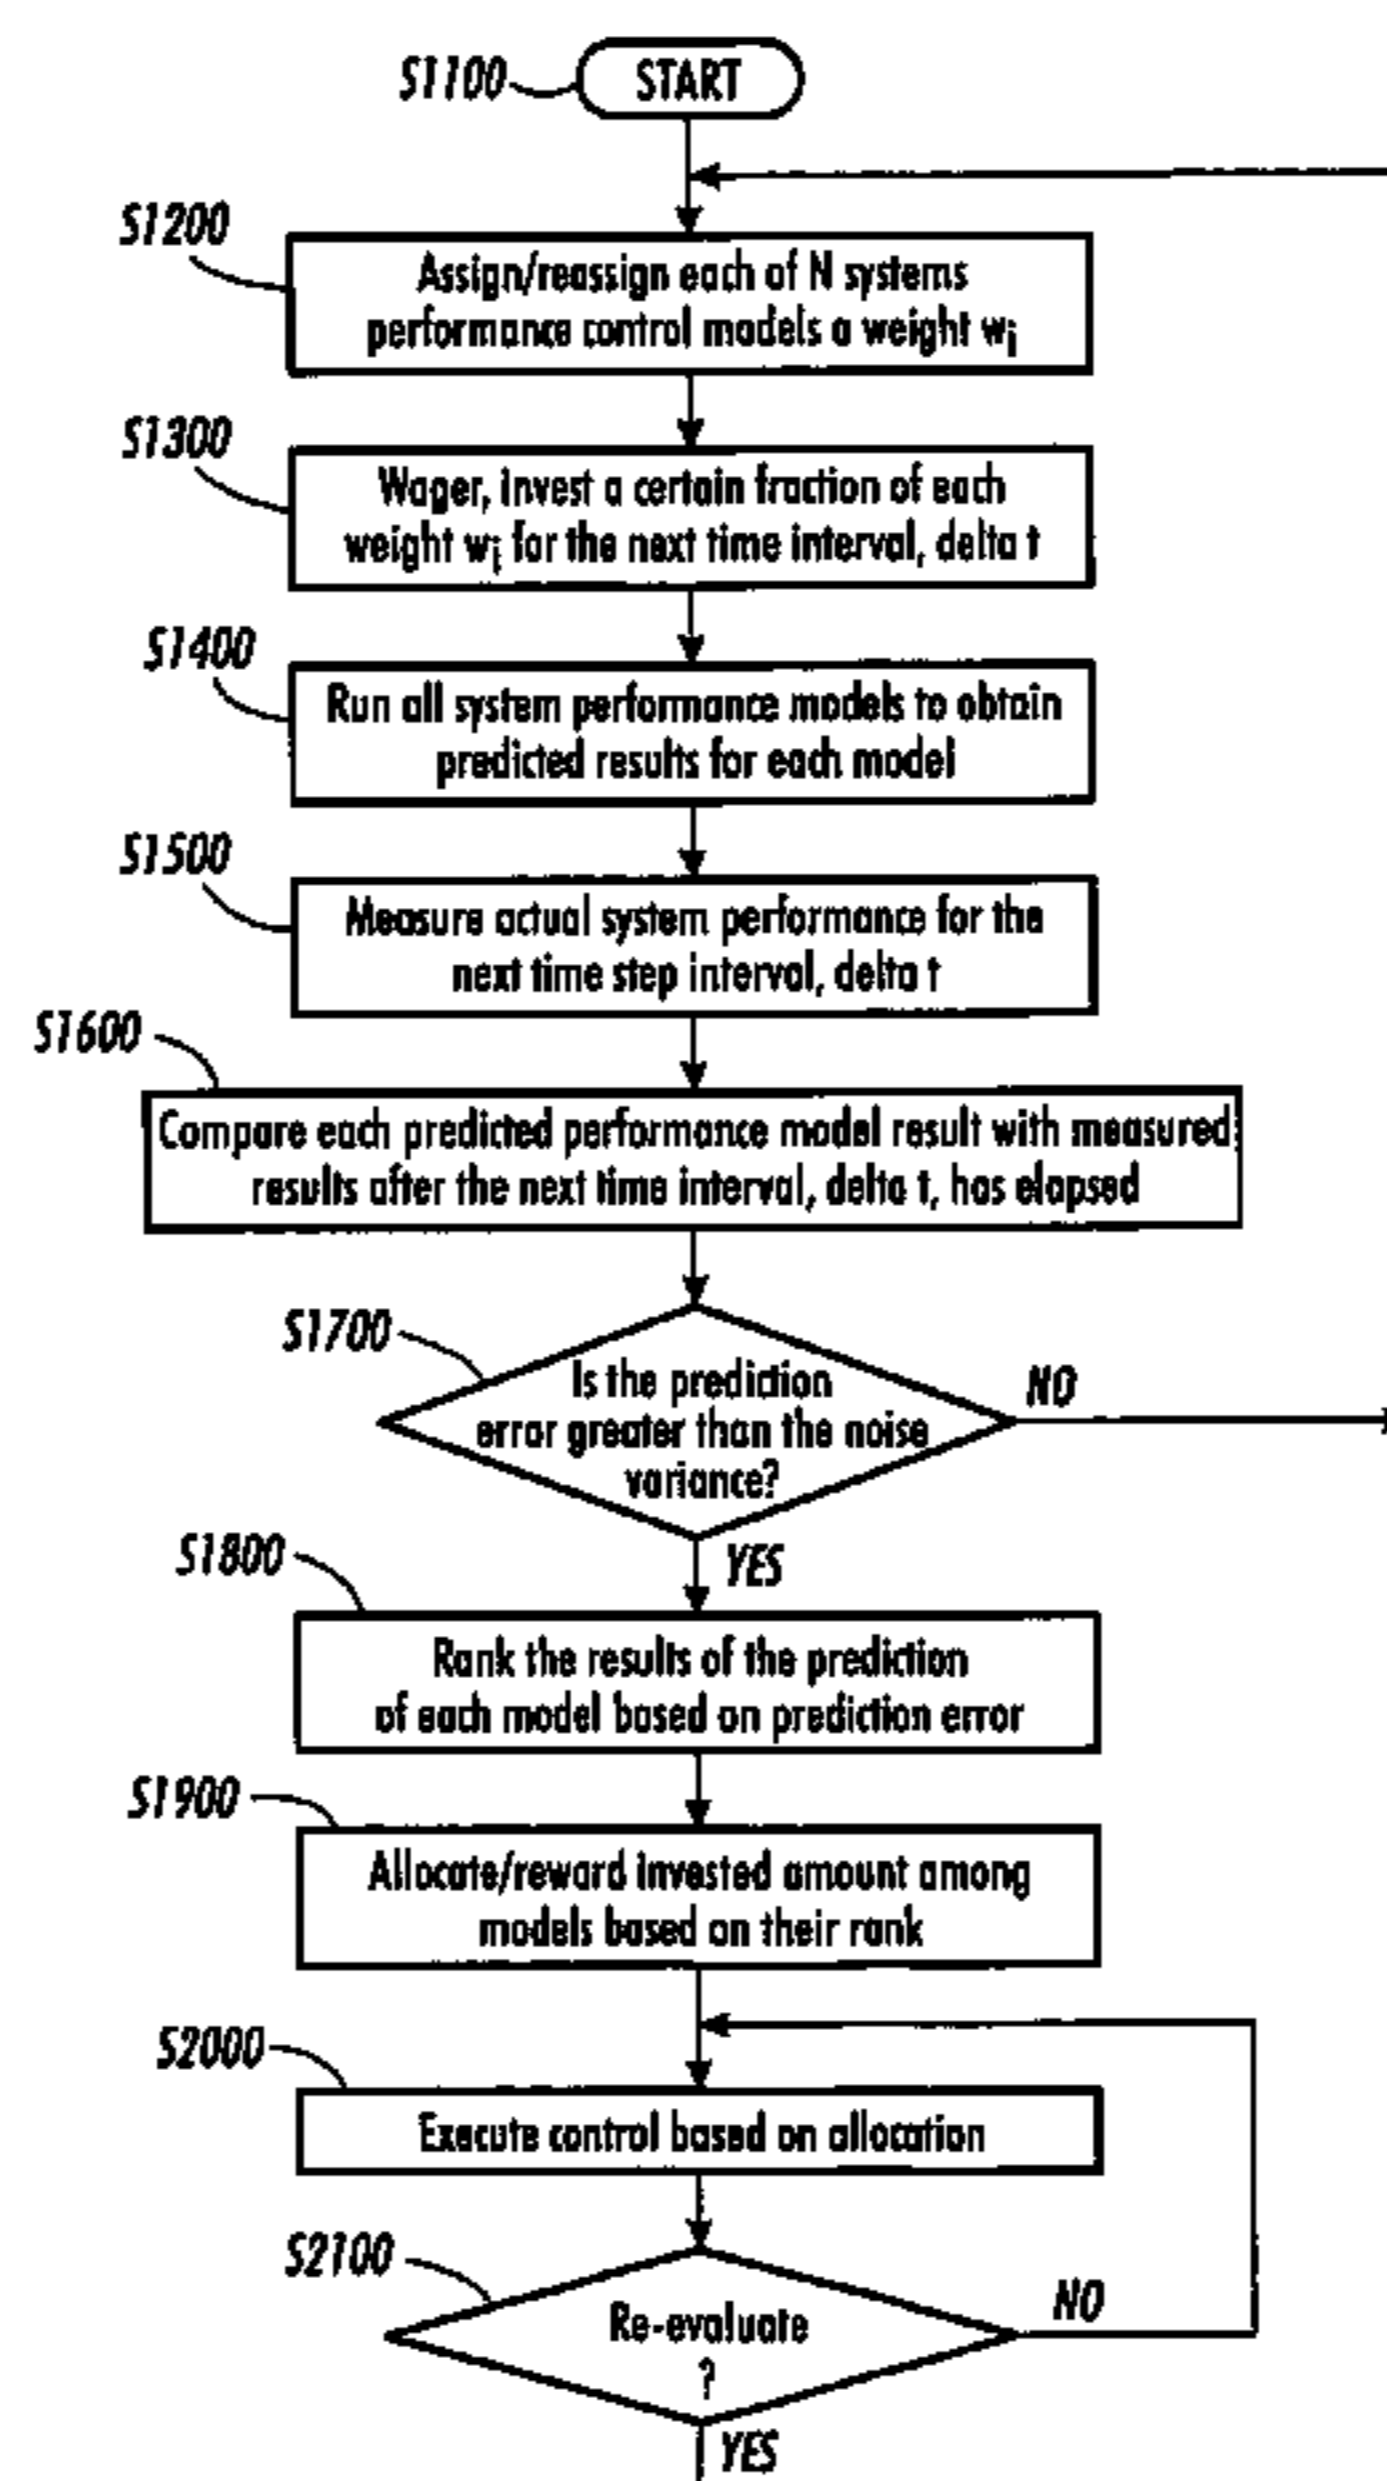 S1100
START
S1200
Assign/reassign each of N systems
performance control models a weight wi
S1300
Wager, invest a certain fraction of each
weight wi for the next time interval, delta t
S1400
Run all system performance models to obtain
predicted results for each model
S1500
Measure actual system performance for the
next time step interval, delta t
S1600
Compare each predicted performance model result with measured
results after the next time interval, delta t, has elapsed
S1700
Is the prediction
error greater than the noise
variance?
NO
YES
S1800
Rank the results of the prediction
of each model based on prediction error
S1900
Allocate/reward invested amount among
models based on their rank
S2000
Execute control based on allocation
S2100
Re-evaluate
?
NO
YES